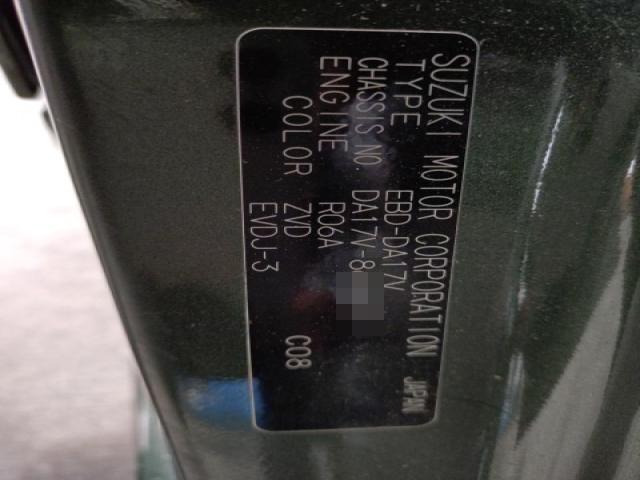 SUZUKI MOTOR CORPORATION JAPAN
TYPE EBD-DA17V
CHASSIS NO DA17V-8
ENGINE R06A
COLOR ZVD C08
EVDJ-3